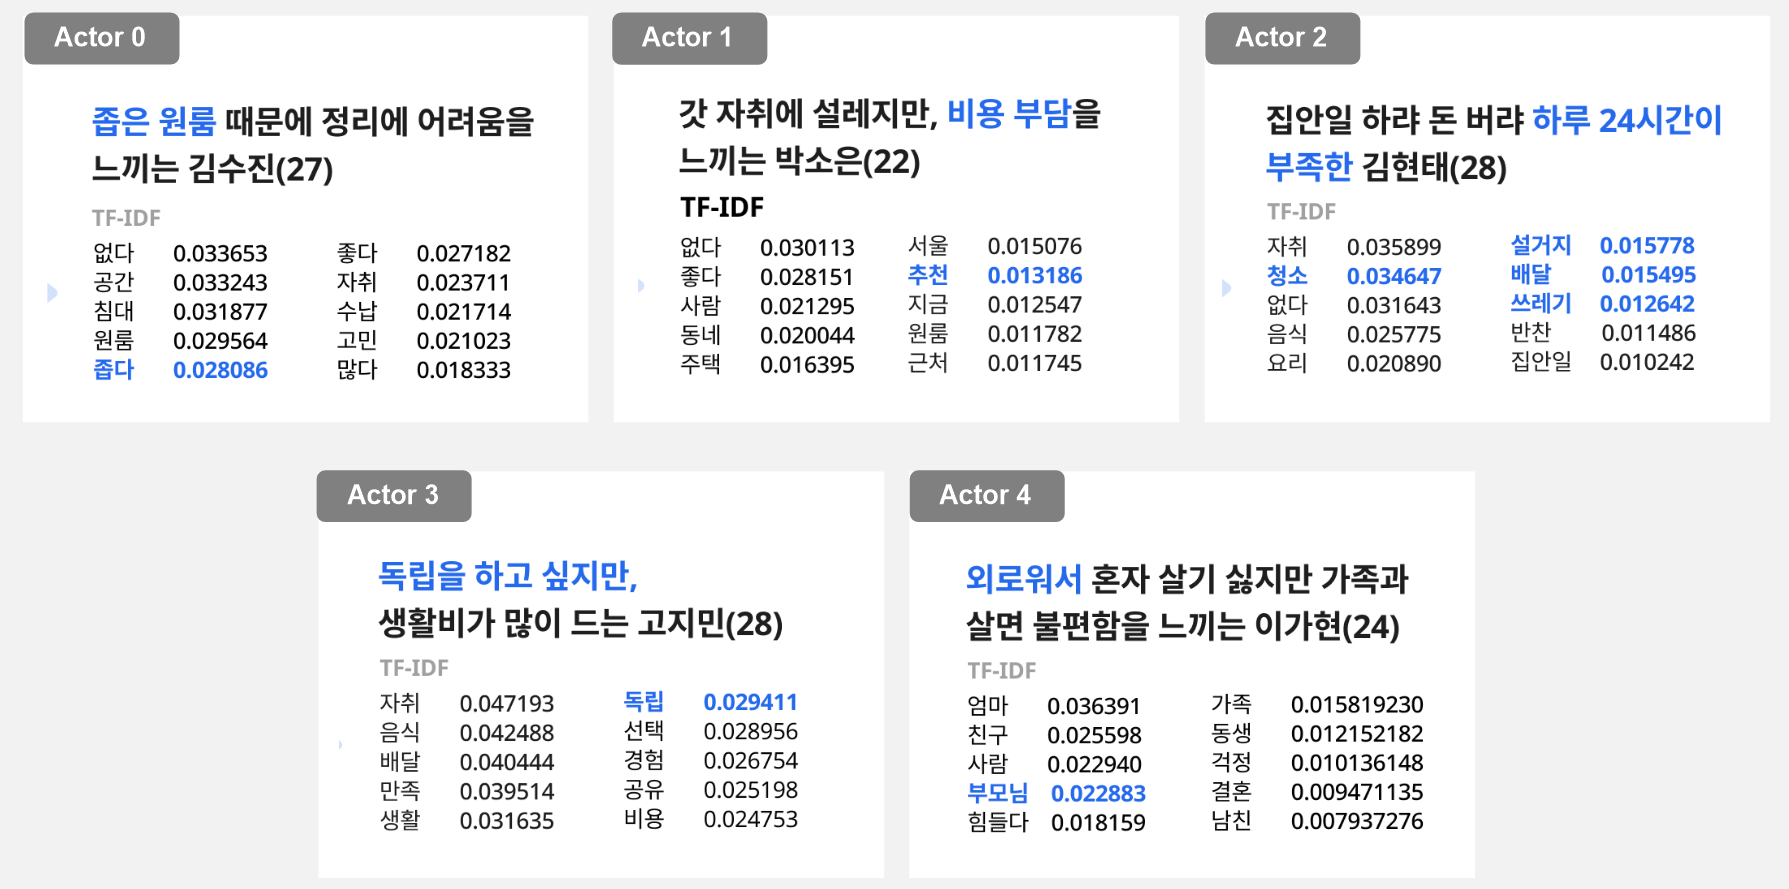 Actor 0
좁은 원룸 때문에 정리에 어려움을
느끼는 김수진(27)
TF-IDF
없다 0.033653 좋다 0.027182
공간 0.033243 자취 0.023711
침대 0.031877 수납 0.021714
원룸 0.029564 고민 0.021023
좁다 0.028086 많다 0.018333
Actor 1
갓 자취에 설레지만, 비용 부담을
느끼는 박소은(22)
TF-IDF
없다 0.030113 서울 0.015076
좋다 0.028151 추천 0.013186
사람 0.021295 지금 0.012547
동네 0.020044 원룸 0.011782
주택 0.016395 근처 0.011745
Actor 2
집안일 하랴 돈 버랴 하루 24시간이
부족한 김현태(28)
TF-IDF
자취 0.035899 설거지 0.015778
청소 0.034647 배달 0.015495
없다 0.031643 쓰레기 0.012642
음식 0.025775 반찬 0.011486
요리 0.020890 집안일 0.010242
Actor 3
독립을 하고 싶지만,
생활비가 많이 드는 고지민(28)
TF-IDF
자취 0.047193 독립 0.029411
음식 0.042488 선택 0.028956
배달 0.040444 경험 0.026754
만족 0.039514 공유 0.025198
생활 0.031635 비용 0.024753
Actor 4
외로워서 혼자 살기 싫지만 가족과
살면 불편함을 느끼는 이가현(24)
TF-IDF
엄마 0.036391 가족 0.015819230
친구 0.025598 동생 0.012152182
사람 0.022940 걱정 0.010136148
부모님 0.022883 결혼 0.009471135
힘들다 0.018159 남친 0.007937276